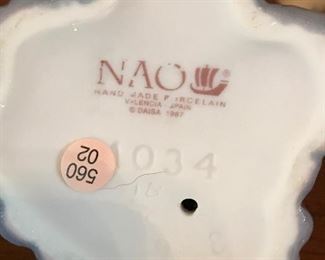 NAO ®
HAND MADE PORCELAIN
VALENCIA - SPAIN
© DAISA 1987
1034
560
02